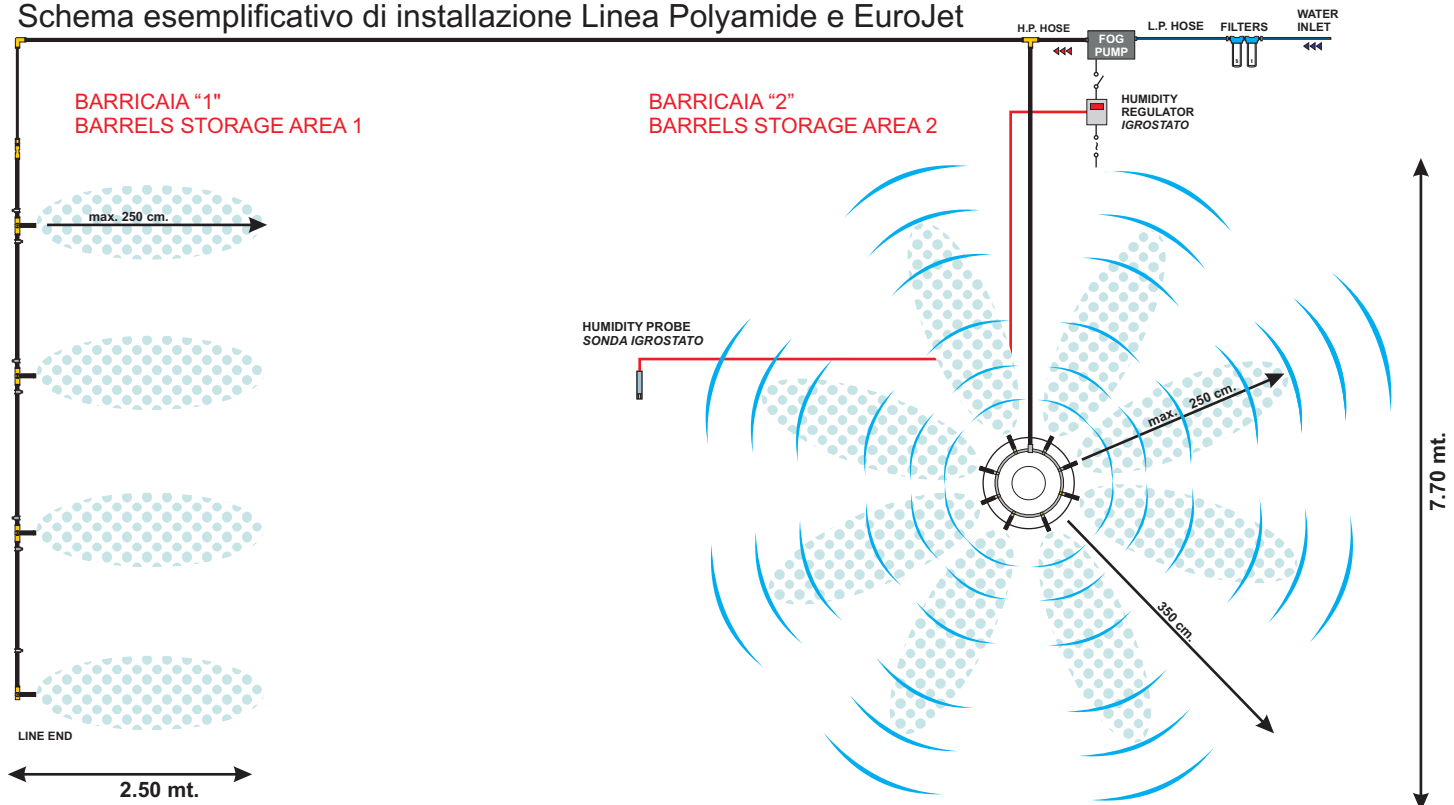 Schema esemplificativo di installazione Linea Polyamide e EuroJet
H.P. HOSE
FOG
PUMP
L.P. HOSE
FILTERS
WATER
INLET
BARRICAIA “1"
BARRELS STORAGE AREA 1
BARRICAIA “2”
BARRELS STORAGE AREA 2
HUMIDITY
REGULATOR
IGROSTATO
max. 250 cm.
HUMIDITY PROBE
SONDA IGROSTATO
max. 250 cm.
7.70 mt.
350 cm.
LINE END
2.50 mt.